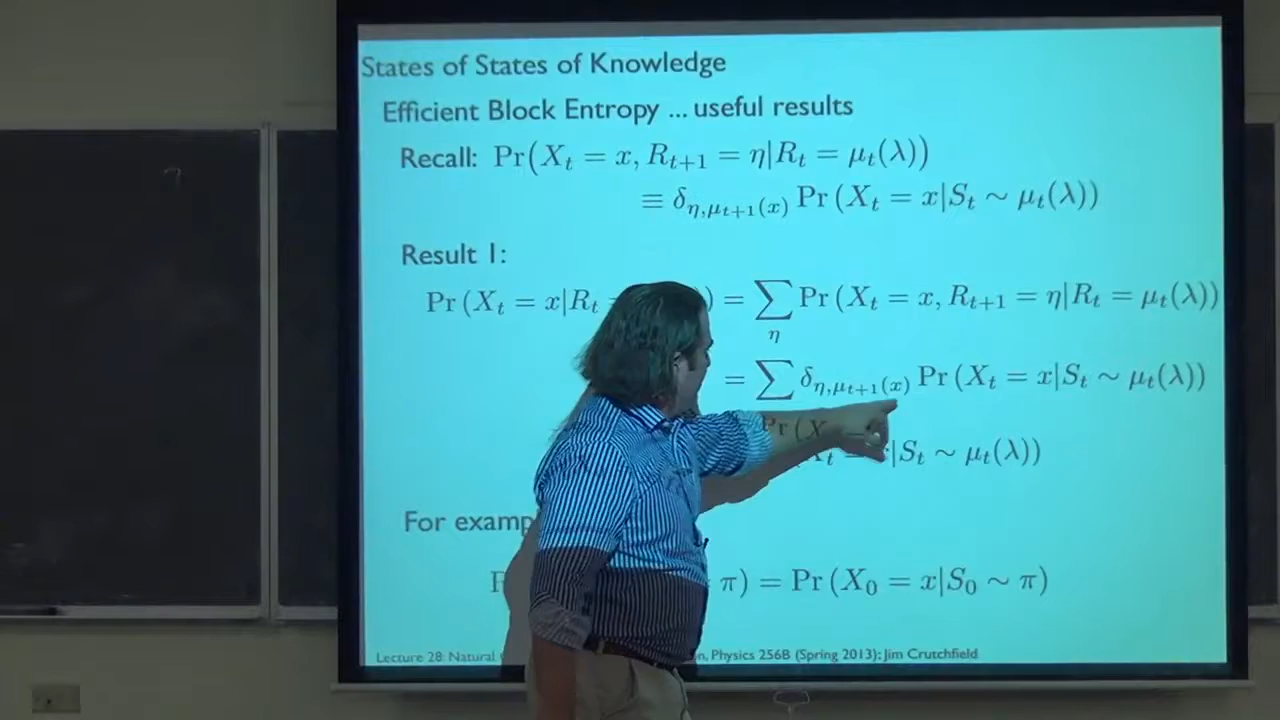 States of States of Knowledge
Efficient Block Entropy ... useful results
Recall: Pr(X_t = x, R_{t+1} = η|R_t = μ_t(λ))
≡ δ_{η,μ_{t+1}(x)} Pr (X_t = x|S_t ∼ μ_t(λ))
Result 1:
Pr (X_t = x|R_t ) = ∑_η Pr (X_t = x, R_{t+1} = η|R_t = μ_t(λ))
= ∑ δ_{η,μ_{t+1}(x)} Pr (X_t = x|S_t ∼ μ_t(λ))
|S_t ∼ μ_t(λ))
For
π) = Pr (X_0 = x|S_0 ∼ π)
Lecture 28: Natural Physics 256B (Spring 2013); Jim Crutchfield